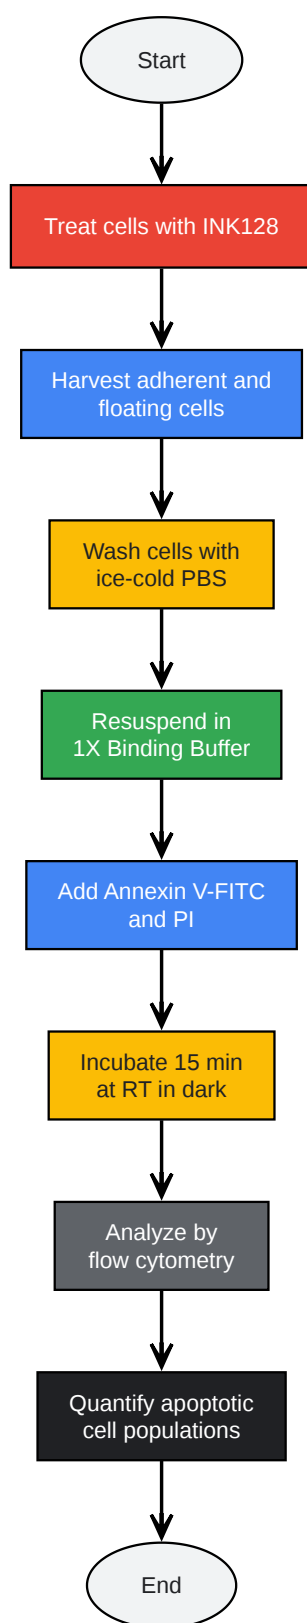 Start
Treat cells with INK128
Harvest adherent and
floating cells
Wash cells with
ice-cold PBS
Resuspend in
1X Binding Buffer
Add Annexin V-FITC
and PI
Incubate 15 min
at RT in dark
Analyze by
flow cytometry
Quantify apoptotic
cell populations
End